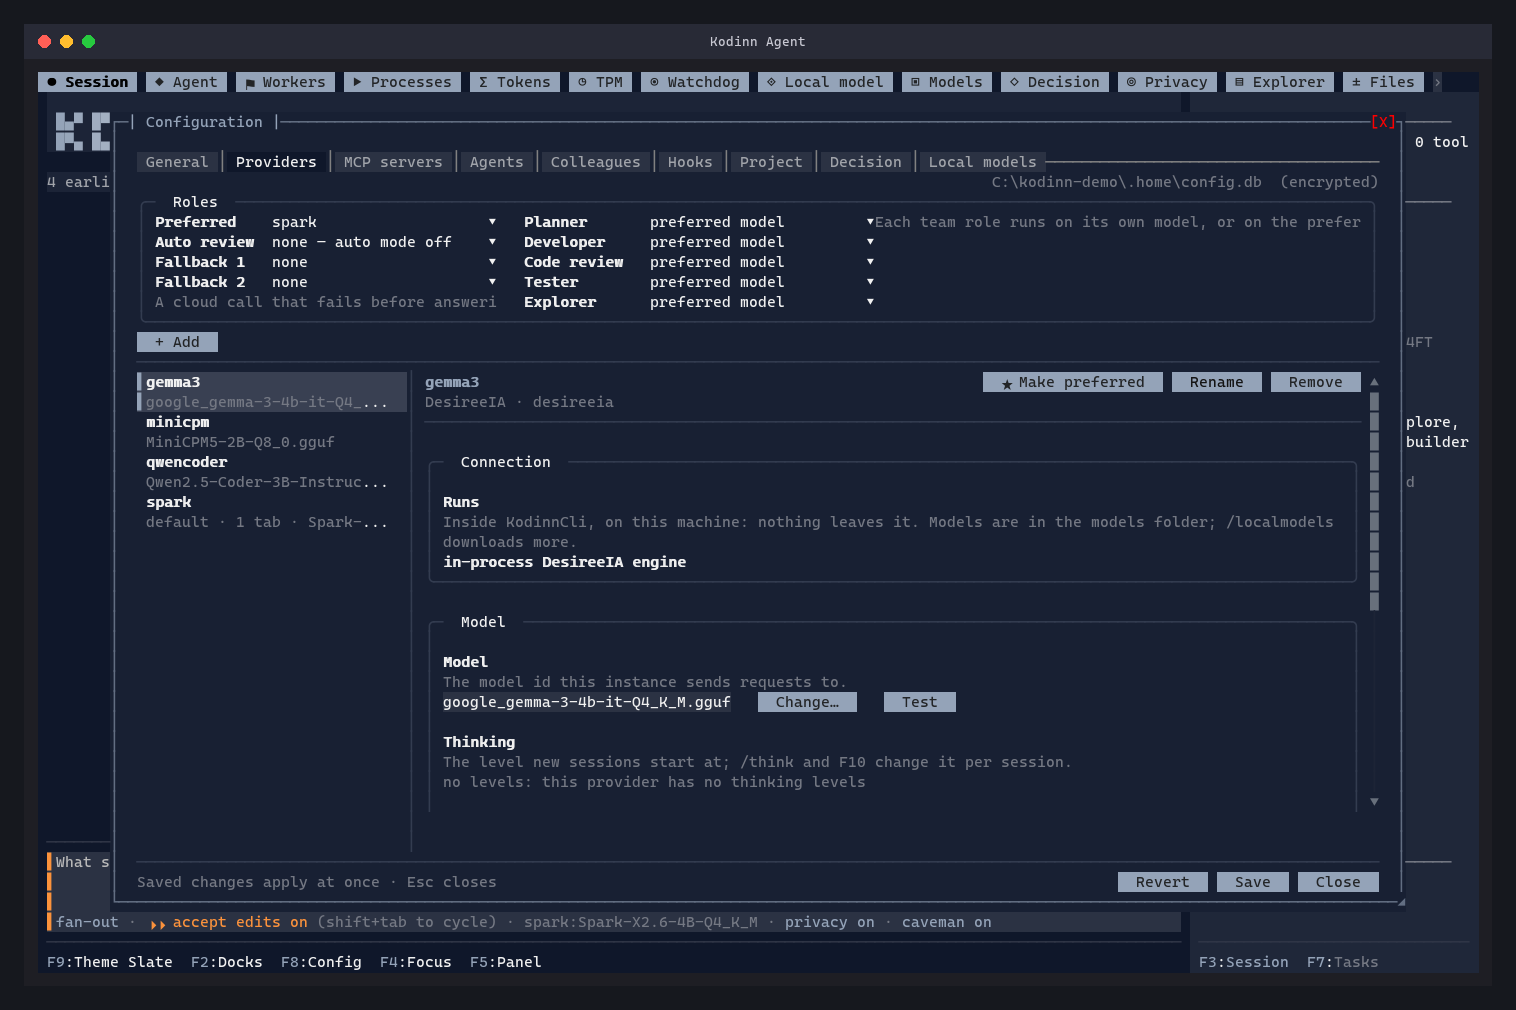 Kodinn Agent
● Session ◆ Agent Workers ▶ Processes Σ Tokens ◷ TPM ◉ Watchdog ◈ Local model ▣ Models ◇ Decision ◎ Privacy ⊟ Explorer ± Files ›
Configuration [X]
0 tool
General Providers MCP servers Agents Colleagues Hooks Project Decision Local models
4 earli
C:\kodinn-demo\.home\config.db (encrypted)
Roles
Preferred spark ▼ Planner preferred model ▼ Each team role runs on its own model, or on the prefer
Auto review none — auto mode off ▼ Developer preferred model ▼
Fallback 1 none ▼ Code review preferred model ▼
Fallback 2 none ▼ Tester preferred model ▼
A cloud call that fails before answeri Explorer preferred model ▼
+ Add
4FT
gemma3
google_gemma-3-4b-it-Q4_...
minicpm
MiniCPM5-2B-Q8_0.gguf
qwencoder
Qwen2.5-Coder-3B-Instruc...
spark
default · 1 tab · Spark-...
gemma3 ★ Make preferred Rename Remove
DesireeIA · desireeia
plore,
builder
d
Connection
Runs
Inside KodinnCli, on this machine: nothing leaves it. Models are in the models folder; /localmodels
downloads more.
in-process DesireeIA engine
Model
Model
The model id this instance sends requests to.
google_gemma-3-4b-it-Q4_K_M.gguf Change… Test
Thinking
The level new sessions start at; /think and F10 change it per session.
no levels: this provider has no thinking levels
What s
Saved changes apply at once · Esc closes Revert Save Close
fan-out · ▸▸ accept edits on (shift+tab to cycle) · spark:Spark-X2.6-4B-Q4_K_M · privacy on · caveman on
F9:Theme Slate F2:Docks F8:Config F4:Focus F5:Panel F3:Session F7:Tasks